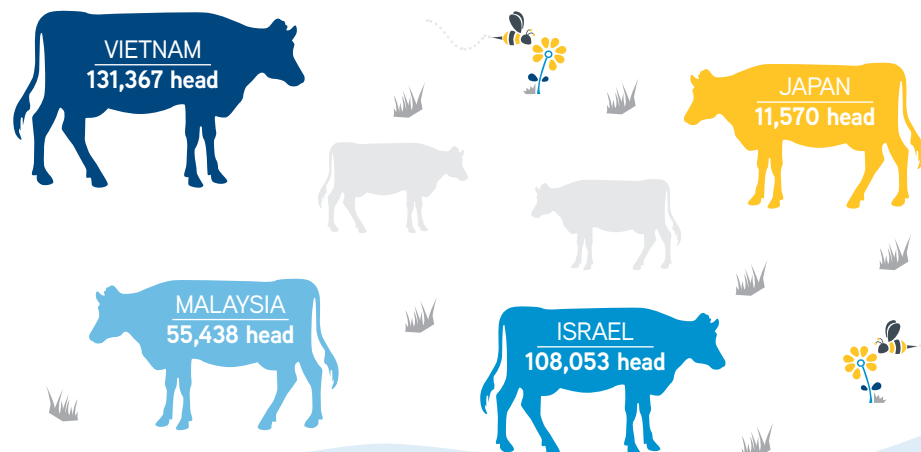 VIETNAM
131,367 head
JAPAN
11,570 head
MALAYSIA
55,438 head
ISRAEL
108,053 head